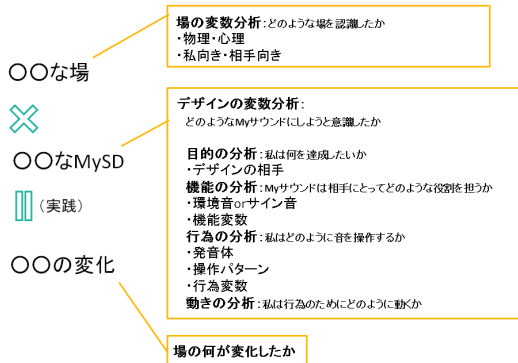 〇〇な場
〇〇なMySD
（実践）
〇〇の変化
場の変数分析：どのような場を認識したか
・物理・心理
・私向き・相手向き
デザインの変数分析：
どのようなMyサウンドにしようと意識したか
目的の分析：私は何を達成したいか
・デザインの相手
機能の分析：Myサウンドは相手にとってどのような役割を担うか
・環境音orサイン音
・機能変数
行為の分析：私はどのように音を操作するか
・発音体
・操作パターン
・行為変数
動きの分析：私は行為のためにどのように動くか
場の何が変化したか